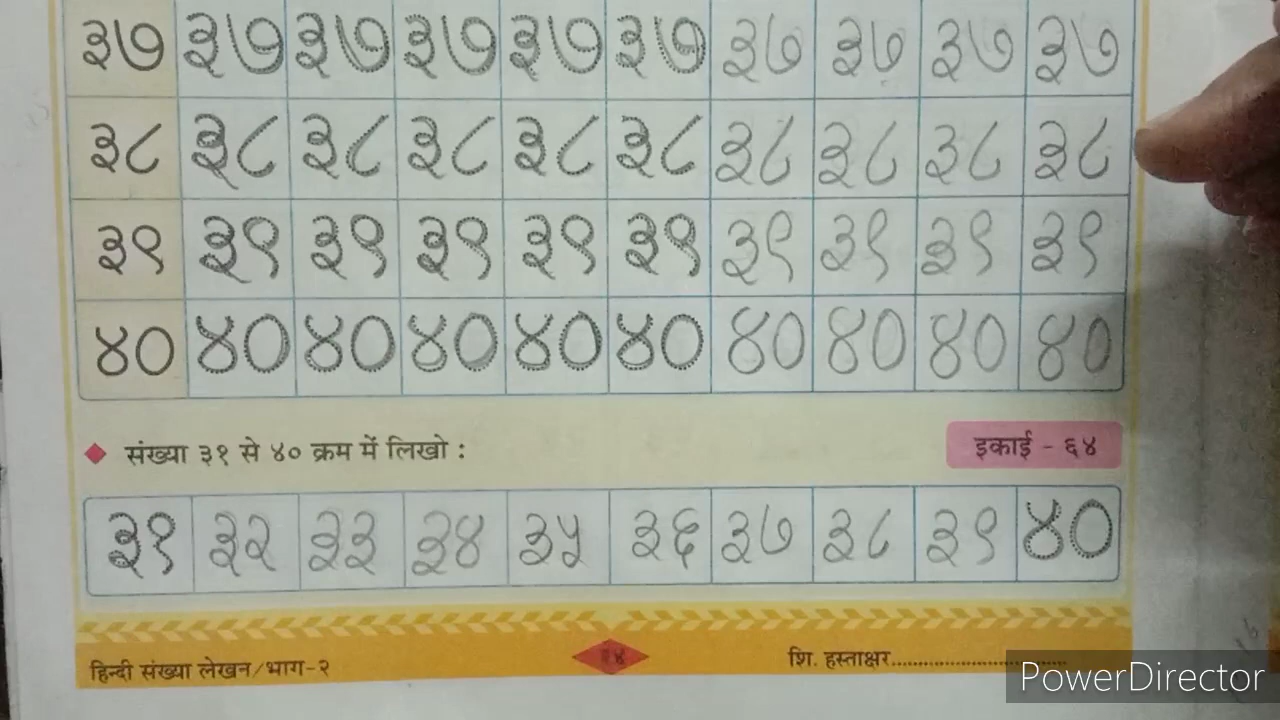 ३७ ३७ ३७ ३७ ३७ ३७ ३७ ३७ ३७ ३७
३८ ३८ ३८ ३८ ३८ ३८ ३८ ३८ ३८ ३८
३९ ३९ ३९ ३९ ३९ ३९ ३९ ३९ ३९ ३९
४० ४० ४० ४० ४० ४० ४० ४० ४० ४०
संख्या ३१ से ४० क्रम में लिखो :
इकाई - ६४
३१ ३२ ३३ ३४ ३५ ३६ ३७ ३८ ३९ ४०
हिन्दी संख्या लेखन/भाग-२
शि. हस्ताक्षर...............................
PowerDirector